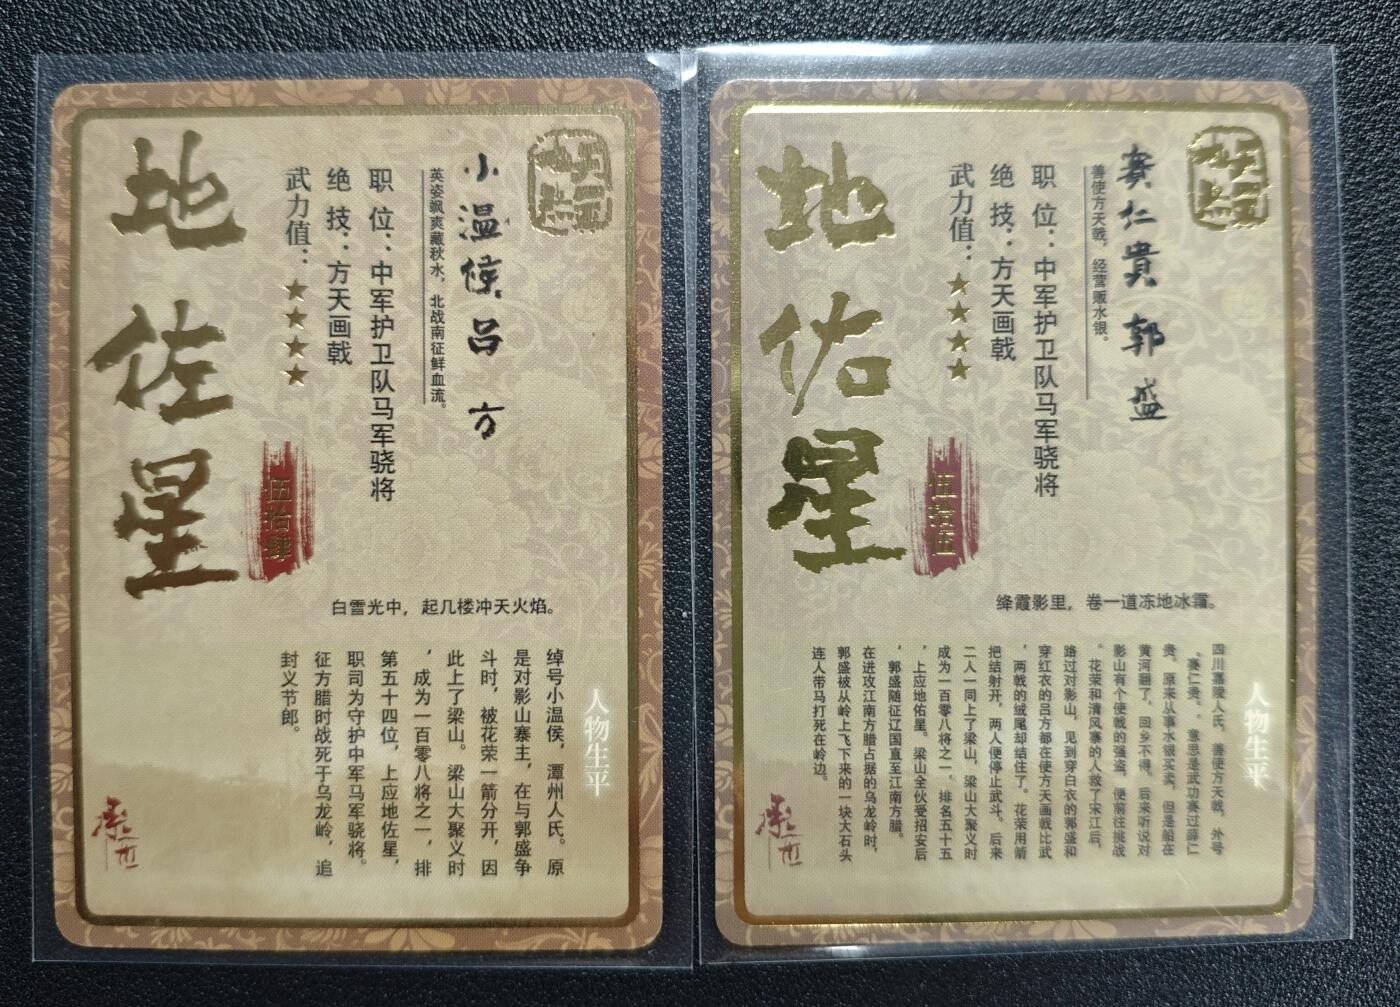 小温侯 吕方
英姿飒爽藏秋水，北战南征鲜血流。
职 位：中军护卫队马军骁将
绝 技：方天画戟
武力值：★★★★
伍拾肆
地佐星
白雪光中，起几楼冲天火焰。
人物生平
绰号小温侯，潭州人氏。原
是对影山寨主，在与郭盛争
斗时，被花荣一箭分开，因
此上了梁山。梁山大聚义时
，成为一百零八将之一，排
第五十四位，上应地佐星，
职司为守护中军马军骁将。
征方腊时战死于乌龙岭，追
封义节郎。
承世
赛仁贵 郭盛
善使方天戟，经营贩水银。
职 位：中军护卫队马军骁将
绝 技：方天画戟
武力值：★★★★
伍拾伍
地佑星
绛霞影里，卷一道冻地冰霜。
人物生平
四川嘉陵人氏，善使方天戟，外号
“赛仁贵”，意思是武功赛过薛仁
贵。原来从事水银买卖，但是船在
黄河翻了，回乡不得。后来听说对
影山有个使戟的强盗，便前往挑战
。花荣和清风寨的人救了宋江后，
路过对影山，见到穿白衣的郭盛和
穿红衣的吕方都在使方天画戟比武
，两戟的绒尾却结住了。花荣用箭
把结射开，两人便停止武斗。后来
二人一同上了梁山。梁山大聚义时
成为一百零八将之一，排名五十五
，上应地佑星。梁山全伙受招安后
，郭盛随征辽国直至江南方腊。
在进攻江南方腊占据的乌龙岭时，
郭盛被从岭上飞下来的一块大石头
连人带马打死在岭边。
承世